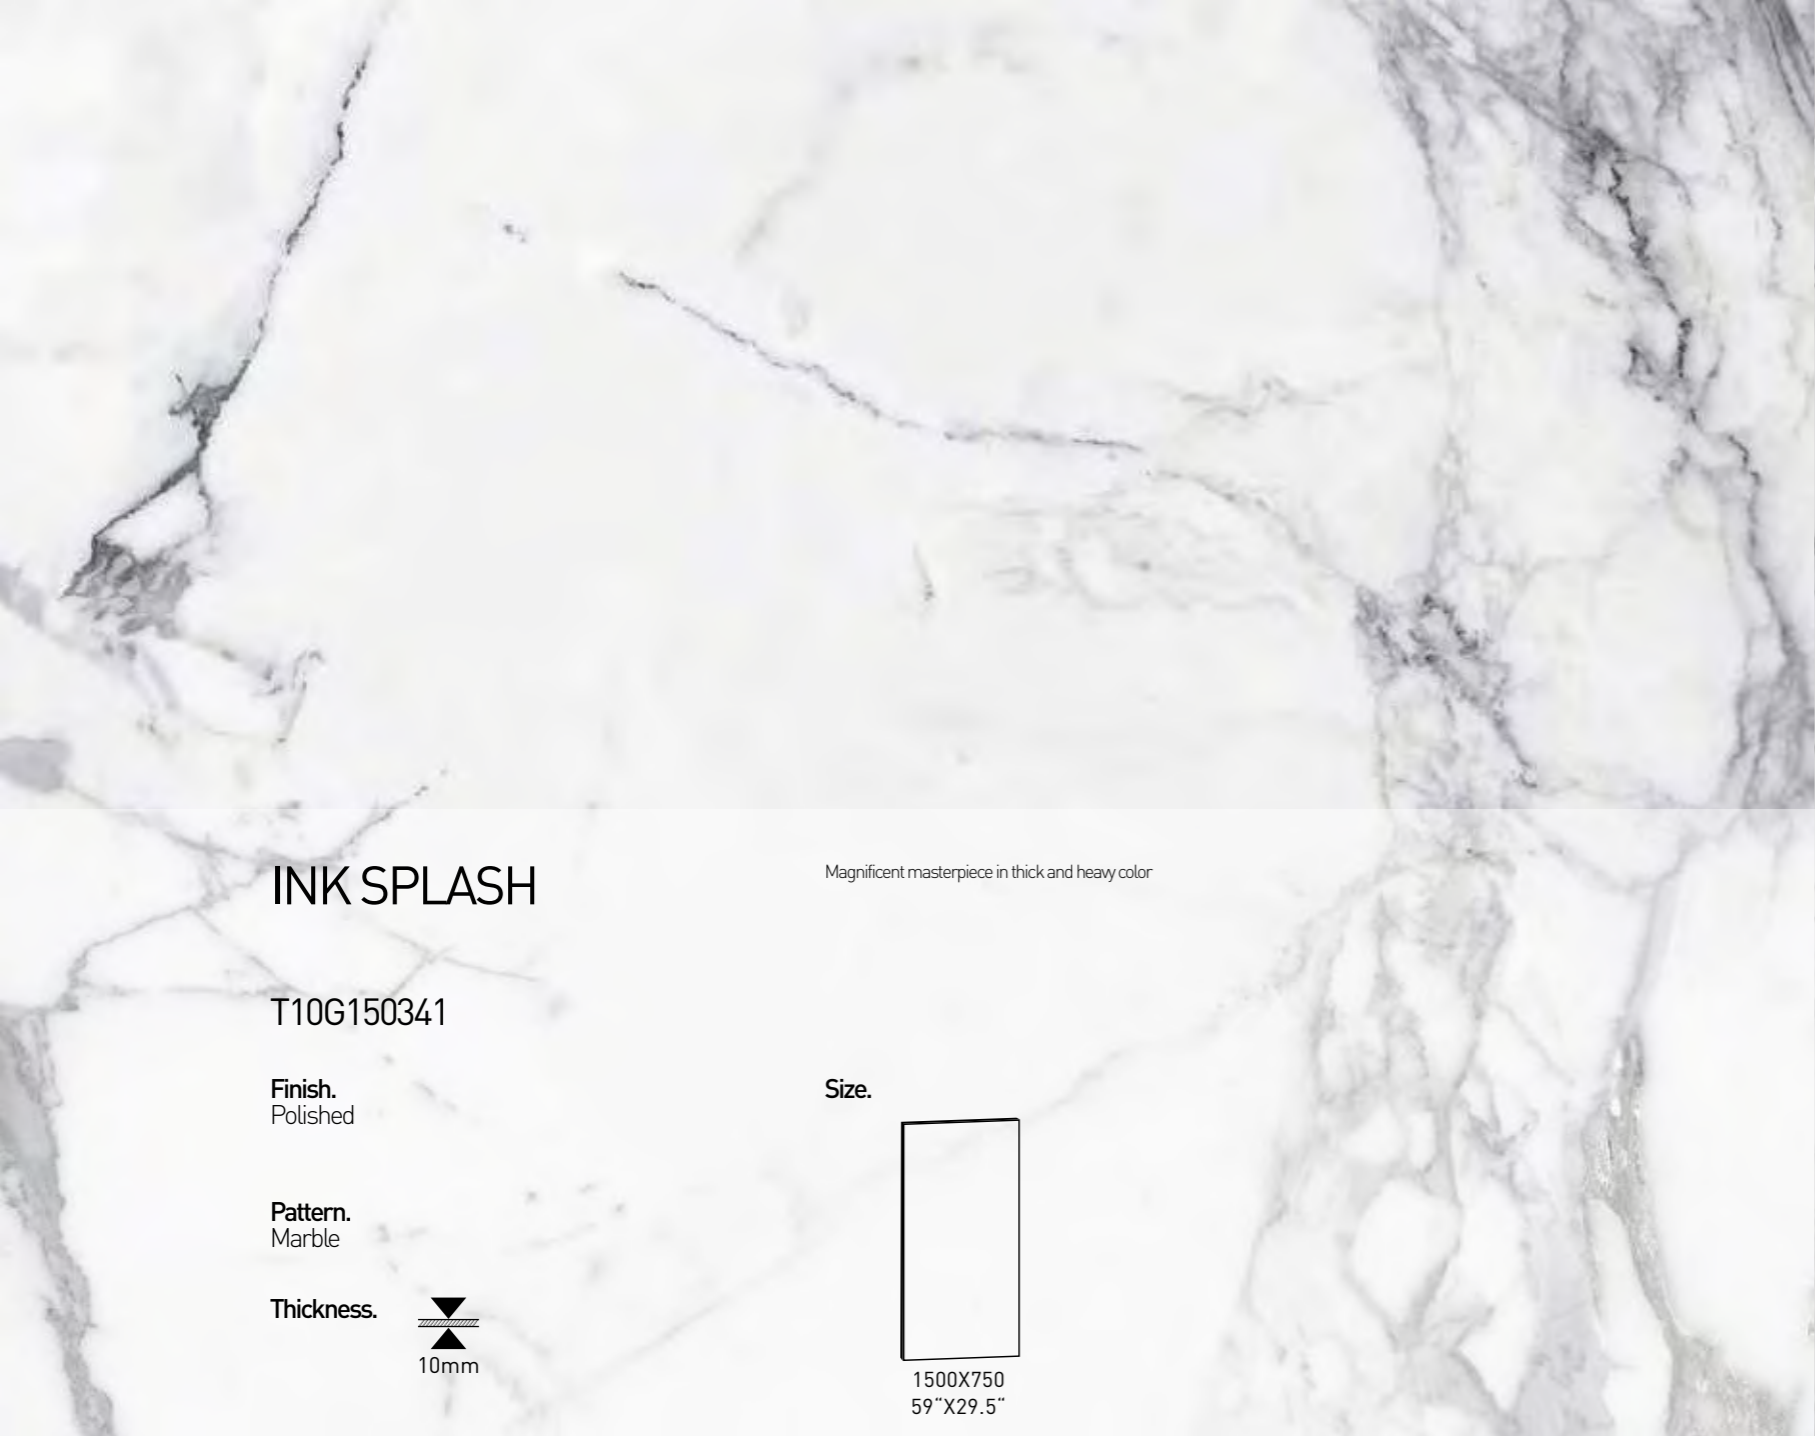 INK SPLASH
Magnificent masterpiece in thick and heavy color
T10G150341
Finish.
Polished
Size.
Pattern.
Marble
Thickness.
10mm
1500X750
59"X29.5"